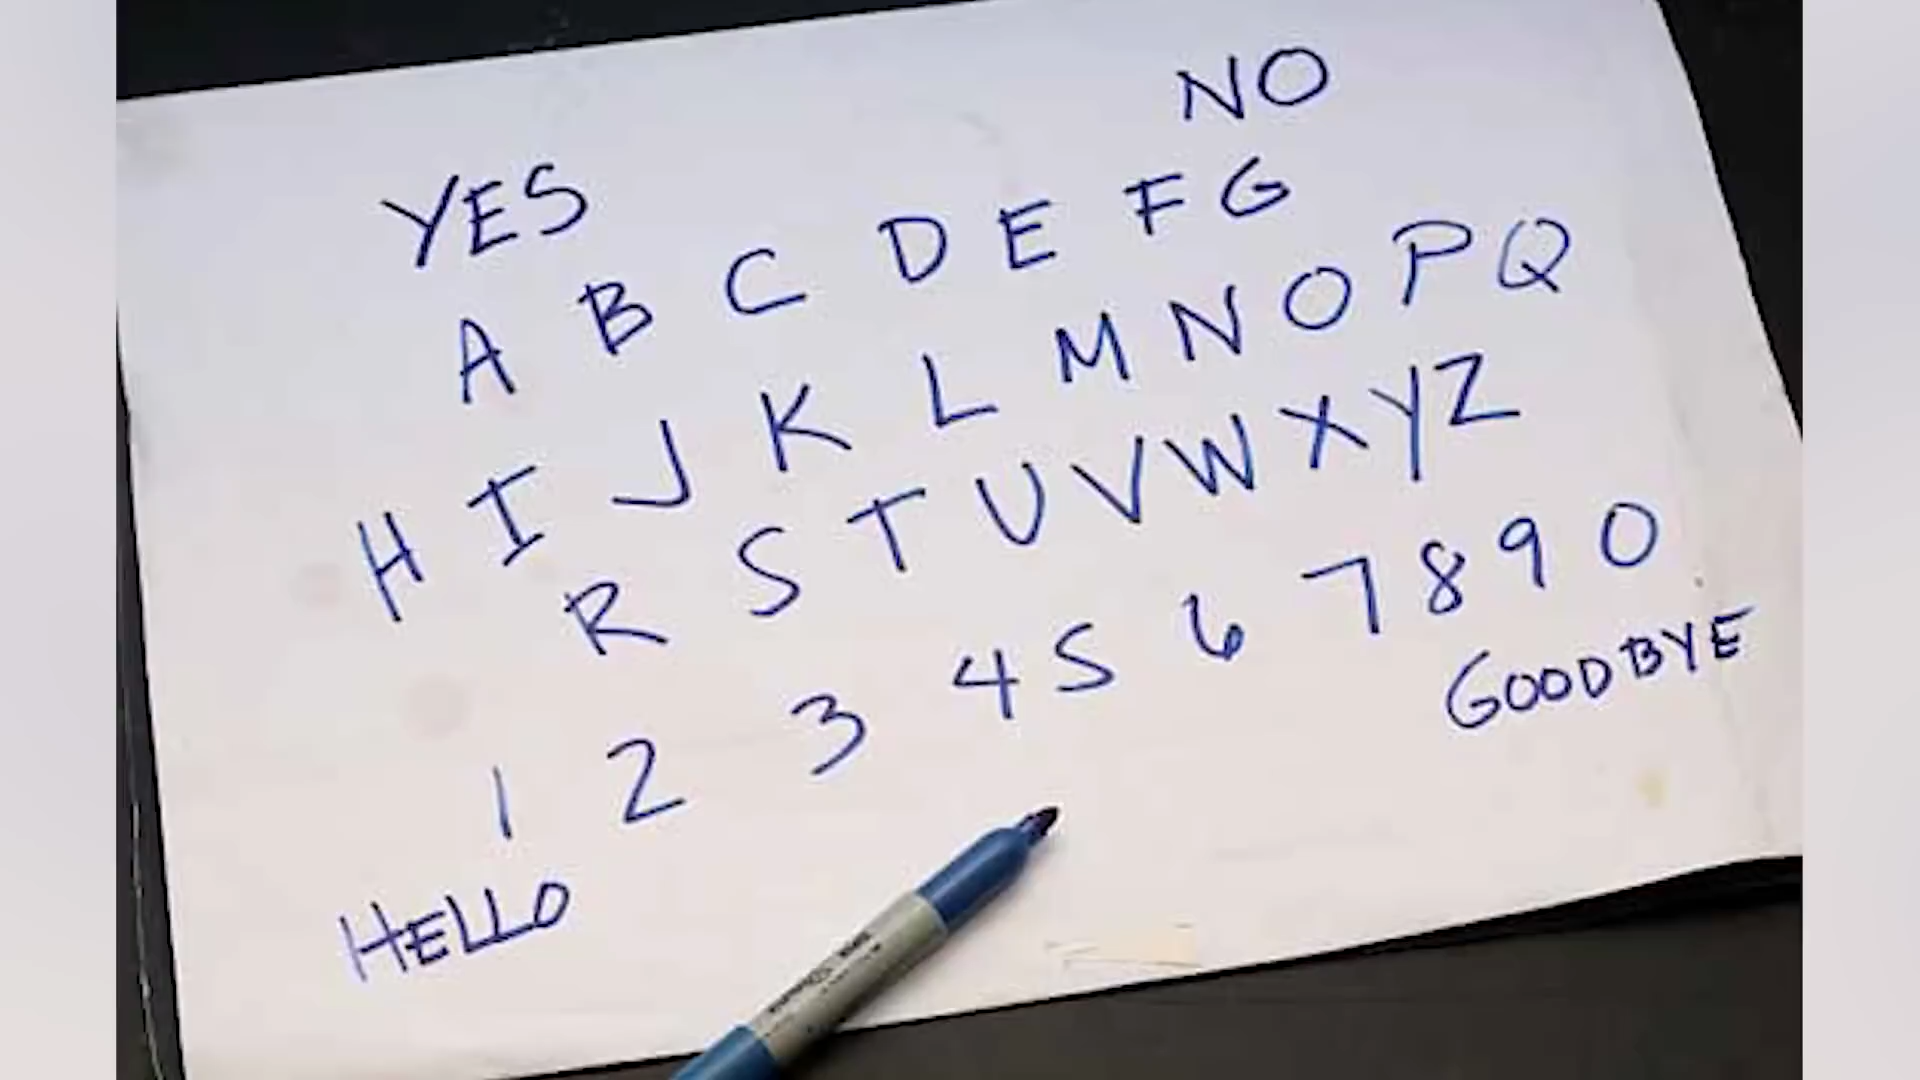 YES NO
A B C D E F G
H I J K L M N O P Q
R S T U V W X Y Z
1 2 3 4 5 6 7 8 9 0
HELLO GOODBYE